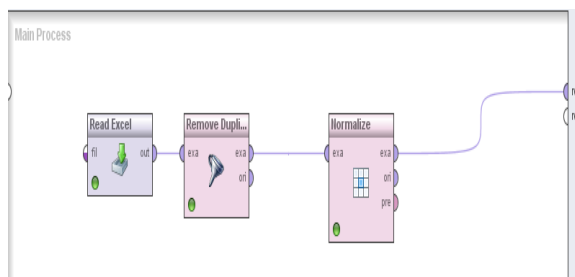 Main Process
Read Excel
fil
out
Remove Dupli...
exa
exa
ori
Normalize
exa
exa
ori
pre